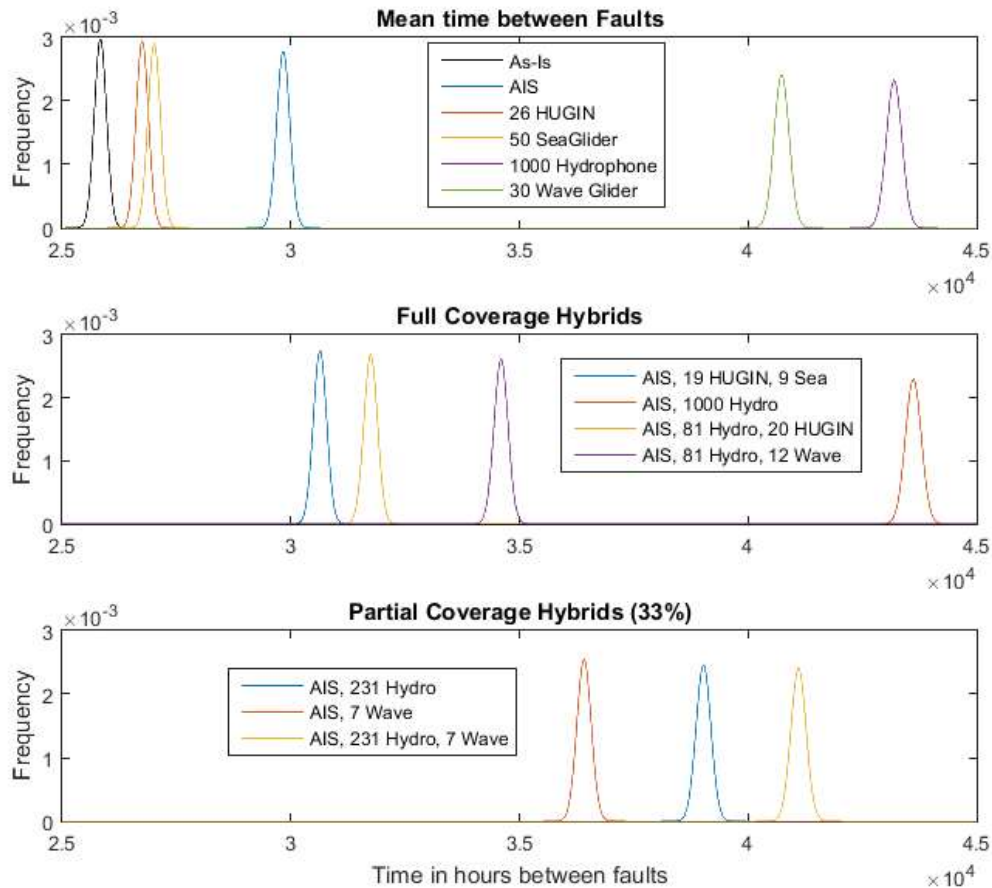 Mean time between Faults
×10⁻³
3
2
1
0
Frequency
As-Is
AIS
26 HUGIN
50 SeaGlider
1000 Hydrophone
30 Wave Glider
2.5 3 3.5 4 4.5
×10⁴
Full Coverage Hybrids
×10⁻³
3
2
1
0
Frequency
AIS, 19 HUGIN, 9 Sea
AIS, 1000 Hydro
AIS, 81 Hydro, 20 HUGIN
AIS, 81 Hydro, 12 Wave
2.5 3 3.5 4 4.5
×10⁴
Partial Coverage Hybrids (33%)
×10⁻³
3
2
1
0
Frequency
AIS, 231 Hydro
AIS, 7 Wave
AIS, 231 Hydro, 7 Wave
2.5 3 3.5 4 4.5
Time in hours between faults
×10⁴